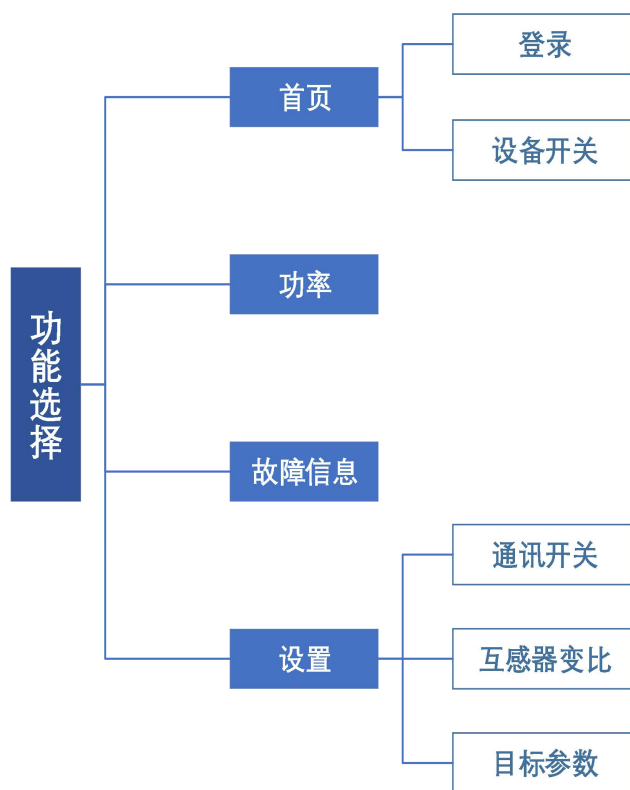 功能选择
首页
登录
设备开关
功率
故障信息
设置
通讯开关
互感器变比
目标参数